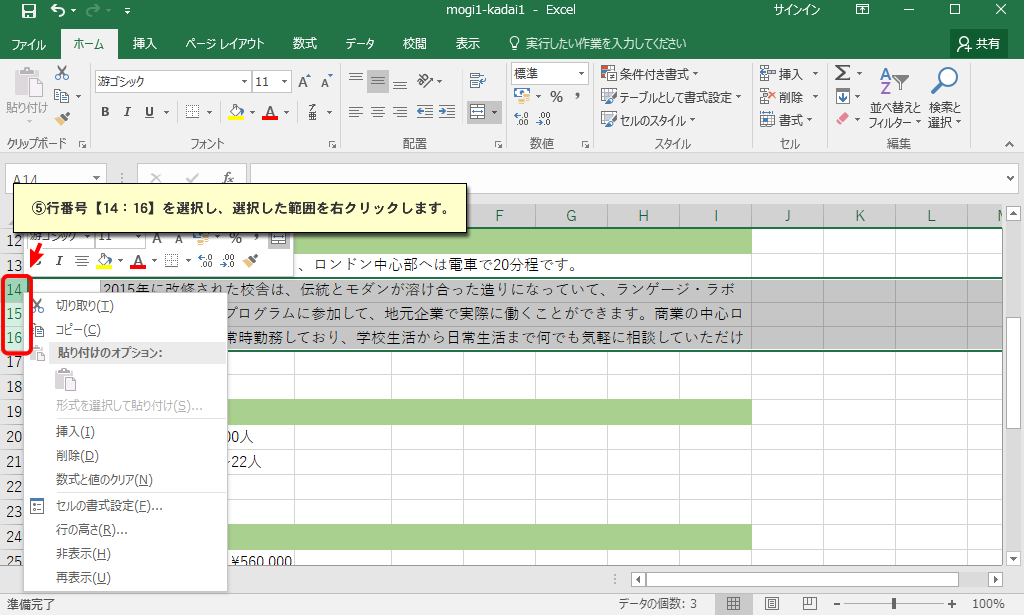 mogi1-kadai1 - Excel
サインイン
ファイル ホーム 挿入 ページ レイアウト 数式 データ 校閲 表示 実行したい作業を入力してください 共有
貼り付け
クリップボード
游ゴシック 11
B I U
フォント
配置
標準
% ,
数値
条件付き書式
テーブルとして書式設定
セルのスタイル
スタイル
挿入
削除
書式
セル
並べ替えと
フィルター
検索と
選択
編集
A14
fx
⑤行番号【14：16】を選択し、選択した範囲を右クリックします。
F G H I J K L
游ゴシック 11 A A %
I A
12
13 、ロンドン中心部へは電車で20分程です。
14 2015年に改修された校舎は、伝統とモダンが溶け合った造りになっていて、ランゲージ・ラボ
15 プログラムに参加して、地元企業で実際に働くことができます。商業の中心ロ
16 常時勤務しており、学校生活から日常生活まで何でも気軽に相談していただけ
17
18
19
20 00人
21 ~22人
22
23
24
25 ¥560,000
切り取り(T)
コピー(C)
貼り付けのオプション:
形式を選択して貼り付け(S)...
挿入(I)
削除(D)
数式と値のクリア(N)
セルの書式設定(F)...
行の高さ(R)...
非表示(H)
再表示(U)
準備完了 データの個数: 3 100%